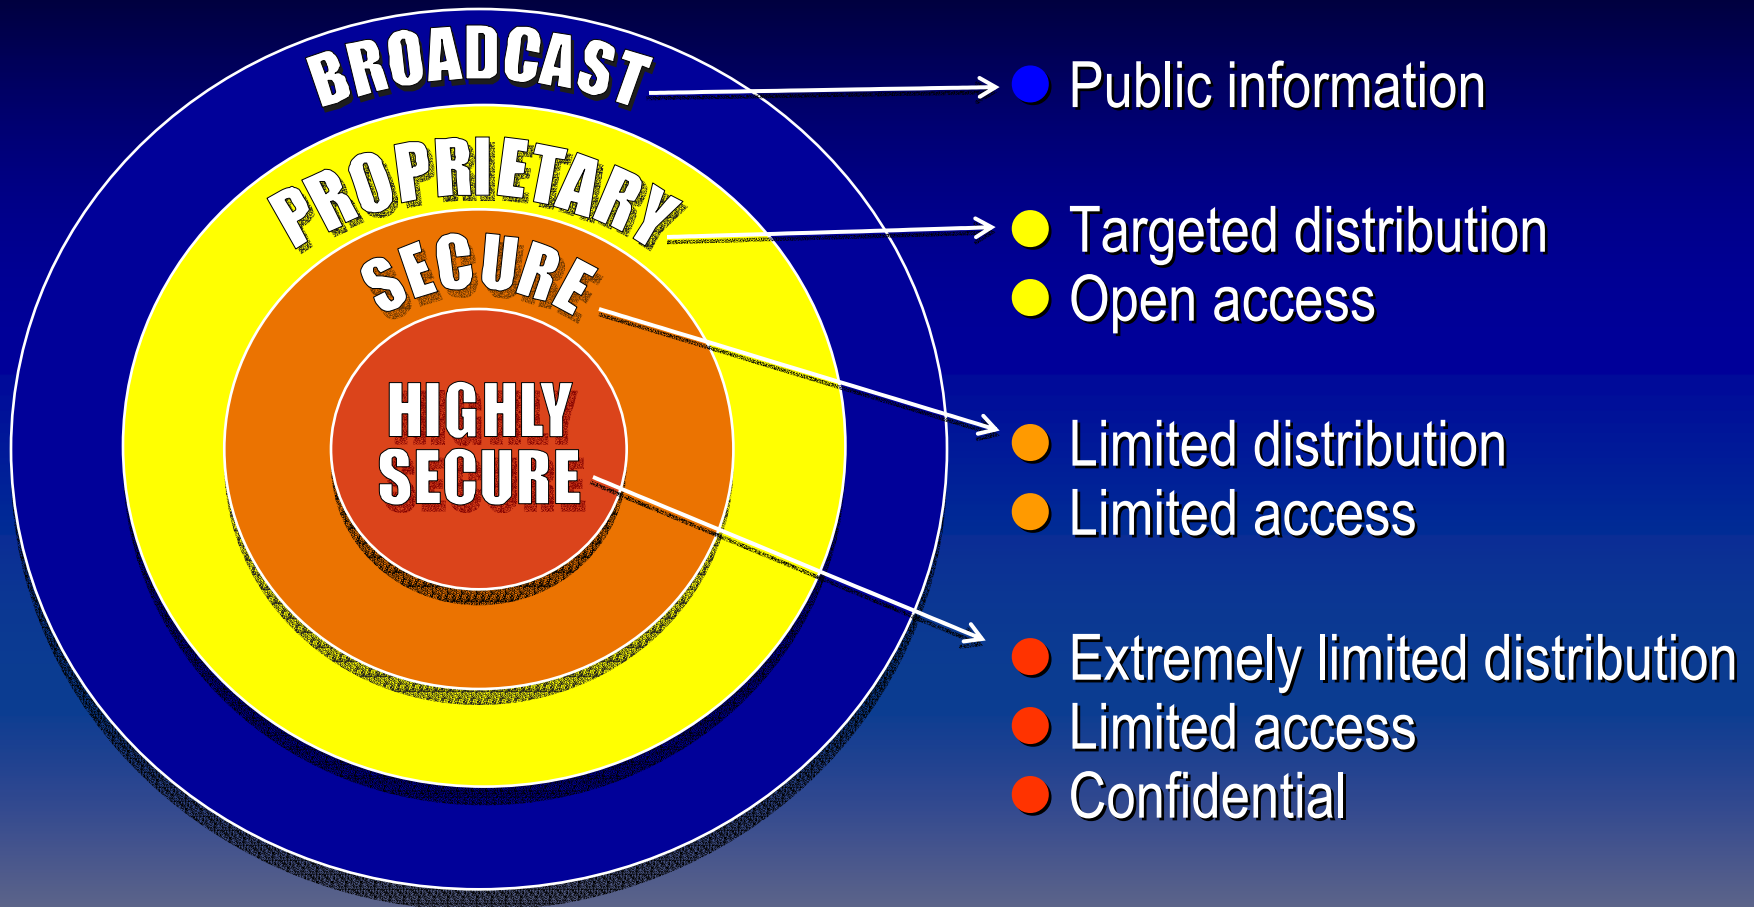 BROADCAST
PROPRIETARY
SECURE
HIGHLY
SECURE
Public information
Targeted distribution
Open access
Limited distribution
Limited access
Extremely limited distribution
Limited access
Confidential